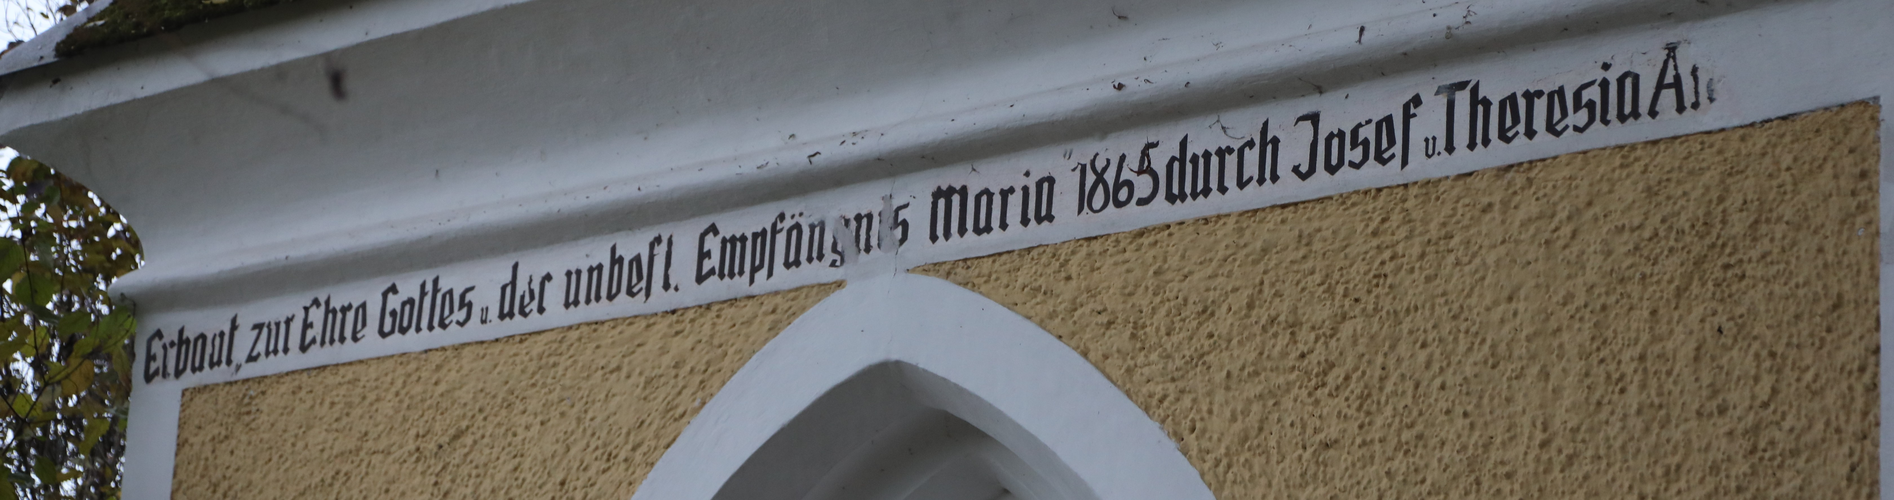 Erbaut, zur Ehre Gottes u. der unbefl. Empfängnis Maria 1865 durch Josef u. Theresia